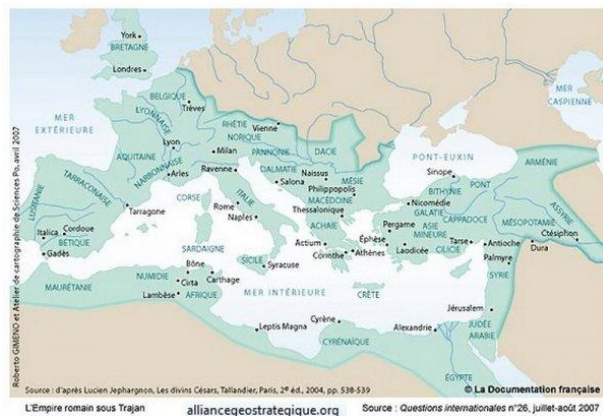 York
BRETAGNE
Londres
MER
EXTÉRIEURE
BELGIQUE
Trèves
LYONNAISE
RHÉTIE
NORIQUE
Vienne
PANNONIE
DACIE
Lyon
AQUITAINE
NARBONNAISE
Milan
Arles
Ravenne
DALMATIE
Salona
Naissus
MÉSIE
Philippopolis
MACÉDOINE
Thessalonique
MER
CASPIENNE
PONT-EUXIN
Sinope
ARMÉNIE
PONT
BITHYNIE
Nicomédie
GALATIE
CAPPADOCE
ASSYRIE
MÉSOPOTAMIE
Ctésiphon
LUSITANIE
TARRACONAISE
Tarragone
CORSE
ITALIE
Rome
Naples
Italica
Cordoue
BÉTIQUE
Gadès
SARDAIGNE
ACHAIE
Actium
Corinthe
Athènes
Pergame
Éphèse
ASIE
MINEURE
Laodicée
Tarse
CILICIE
Antioche
Dura
Palmyre
SYRIE
SICILE
Syracuse
Bône
Carthage
NUMIDIE
Cirta
MAURÉTANIE
Lambèse
AFRIQUE
MER INTÉRIEURE
CRÈTE
Leptis Magna
Cyrène
CYRÉNAÏQUE
Alexandrie
Jérusalem
JUDÉE
ARABIE
ÉGYPTE
Roberto GIMENO et Atelier de cartographie de Sciences Po, avril 2007
Source : d'après Lucien Jephargnon, Les divins Césars, Tallandier, Paris, 2e éd., 2004, pp. 538-539
© La Documentation française
L'Empire romain sous Trajan
alliancegeostrategique.org
Source : Questions internationales n°26, juillet-août 2007